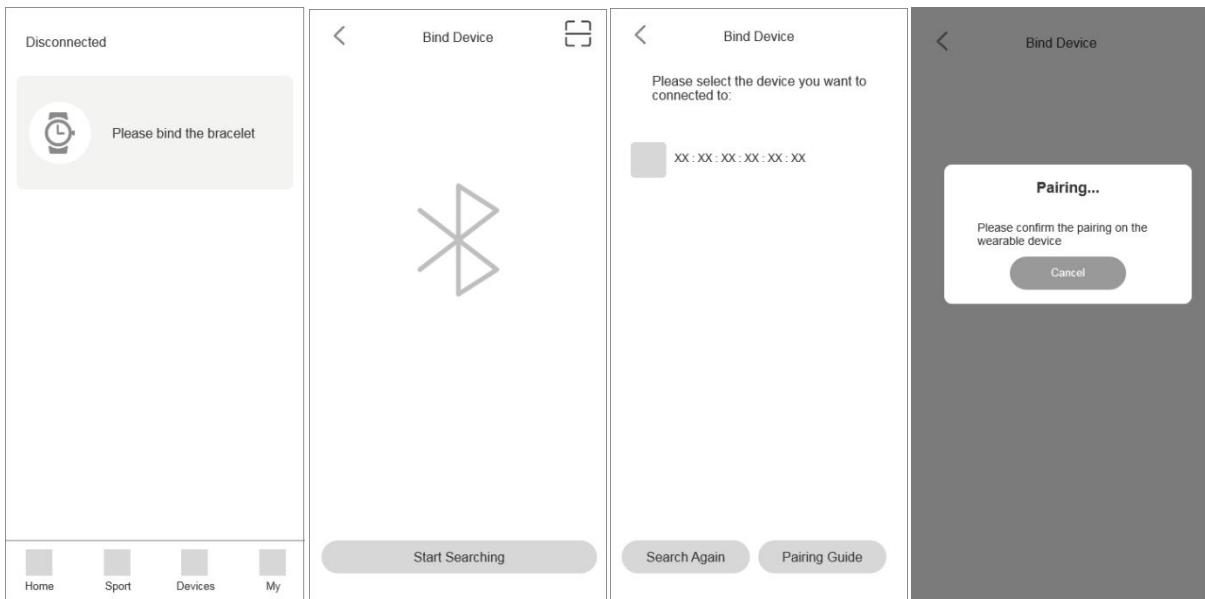 Disconnected
Please bind the bracelet
Home
Sport
Devices
My
Bind Device
Start Searching
Bind Device
Please select the device you want to
connected to:
XX : XX : XX : XX : XX : XX
Search Again
Pairing Guide
Bind Device
Pairing...
Please confirm the pairing on the
wearable device
Cancel